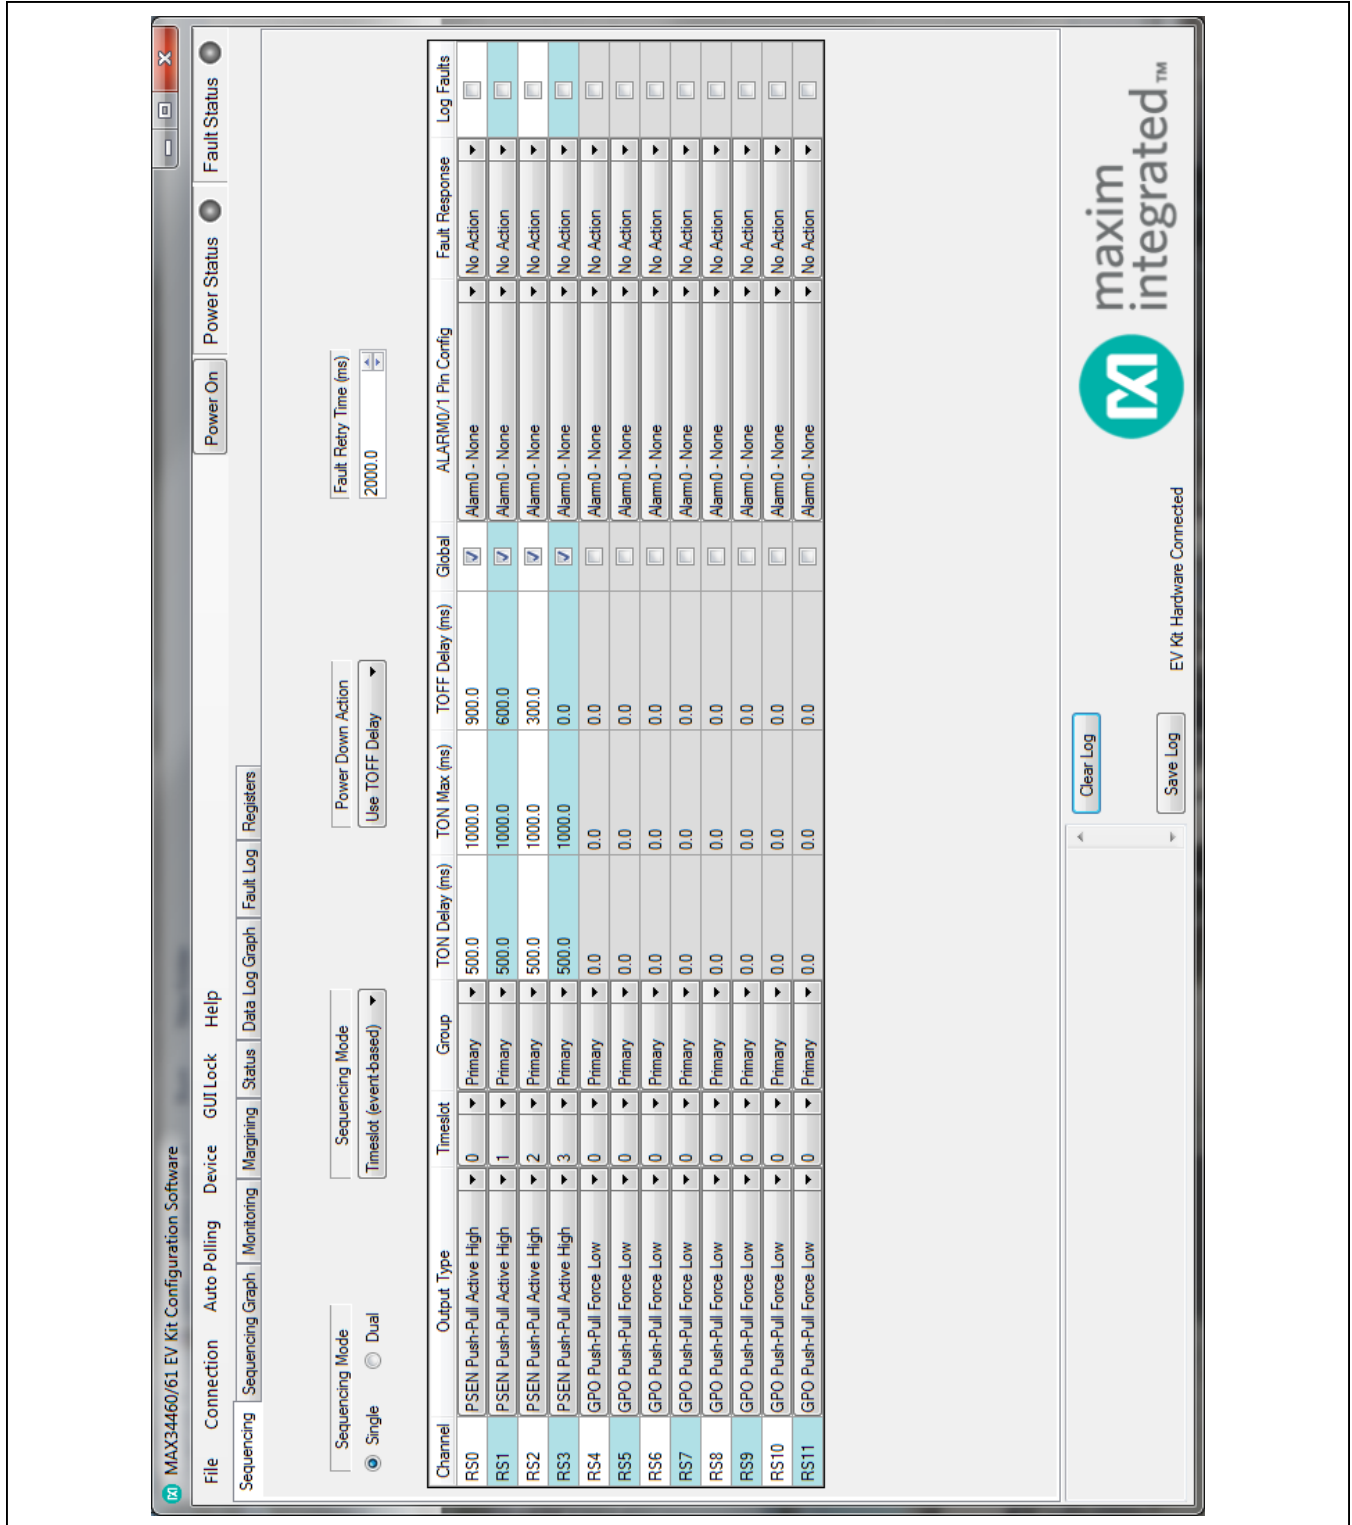 MAX34460/61 EV Kit Configuration Software
File Connection Auto Polling Device GUI Lock Help Power On Power Status Fault Status
Sequencing Sequencing Graph Monitoring Margining Status Data Log Graph Fault Log Registers
Sequencing Mode Sequencing Mode Power Down Action Fault Retry Time (ms)
Single Dual Timeslot (event-based) Use TOFF Delay 2000.0
Channel Output Type Timeslot Group TON Delay (ms) TON Max (ms) TOFF Delay (ms) Global ALARM0/1 Pin Config Fault Response Log Faults
RS0 PSEN Push-Pull Active High 0 Primary 500.0 1000.0 900.0 Alarm0 - None No Action
RS1 PSEN Push-Pull Active High 1 Primary 500.0 1000.0 600.0 Alarm0 - None No Action
RS2 PSEN Push-Pull Active High 2 Primary 500.0 1000.0 300.0 Alarm0 - None No Action
RS3 PSEN Push-Pull Active High 3 Primary 500.0 1000.0 0.0 Alarm0 - None No Action
RS4 GPO Push-Pull Force Low 0 Primary 0.0 0.0 0.0 Alarm0 - None No Action
RS5 GPO Push-Pull Force Low 0 Primary 0.0 0.0 0.0 Alarm0 - None No Action
RS6 GPO Push-Pull Force Low 0 Primary 0.0 0.0 0.0 Alarm0 - None No Action
RS7 GPO Push-Pull Force Low 0 Primary 0.0 0.0 0.0 Alarm0 - None No Action
RS8 GPO Push-Pull Force Low 0 Primary 0.0 0.0 0.0 Alarm0 - None No Action
RS9 GPO Push-Pull Force Low 0 Primary 0.0 0.0 0.0 Alarm0 - None No Action
RS10 GPO Push-Pull Force Low 0 Primary 0.0 0.0 0.0 Alarm0 - None No Action
RS11 GPO Push-Pull Force Low 0 Primary 0.0 0.0 0.0 Alarm0 - None No Action
Clear Log
Save Log
EV Kit Hardware Connected
maxim
integrated™